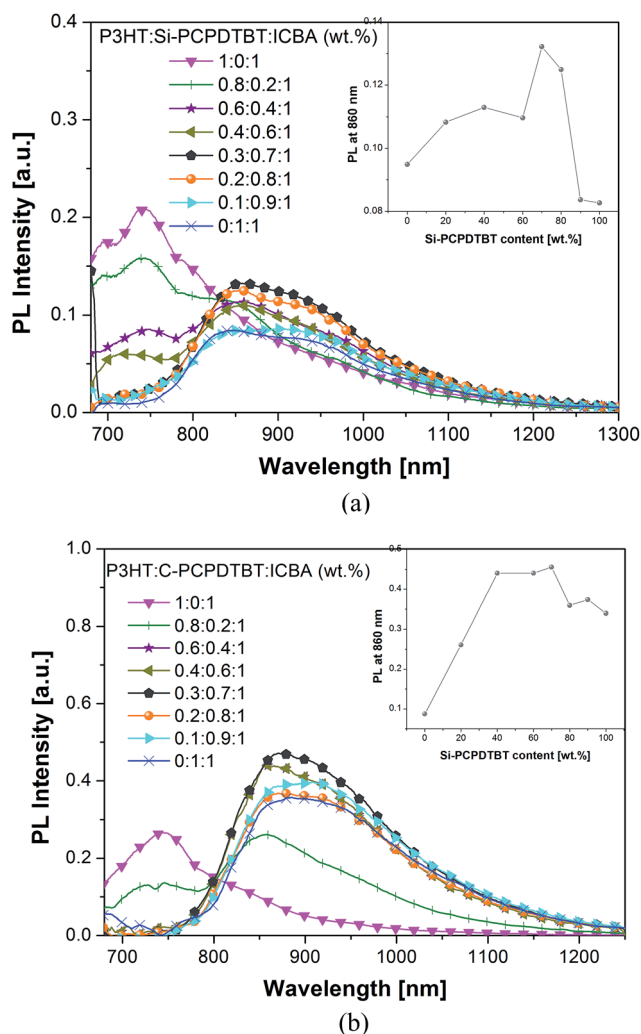 P3HT:Si-PCPDTBT:ICBA (wt.%)
1:0:1
0.8:0.2:1
0.6:0.4:1
0.4:0.6:1
0.3:0.7:1
0.2:0.8:1
0.1:0.9:1
0:1:1
PL Intensity [a.u.]
0.4
0.3
0.2
0.1
0.0
700 800 900 1000 1100 1200 1300
Wavelength [nm]
PL at 860 nm
0.14
0.12
0.10
0.08
0 20 40 60 80 100
Si-PCPDTBT content [wt.%]
(a)
P3HT:C-PCPDTBT:ICBA (wt.%)
1:0:1
0.8:0.2:1
0.6:0.4:1
0.4:0.6:1
0.3:0.7:1
0.2:0.8:1
0.1:0.9:1
0:1:1
PL Intensity [a.u.]
1.0
0.8
0.6
0.4
0.2
0.0
700 800 900 1000 1100 1200
Wavelength [nm]
PL at 860 nm
0.5
0.4
0.3
0.2
0.1
0 20 40 60 80 100
Si-PCPDTBT content [wt.%]
(b)